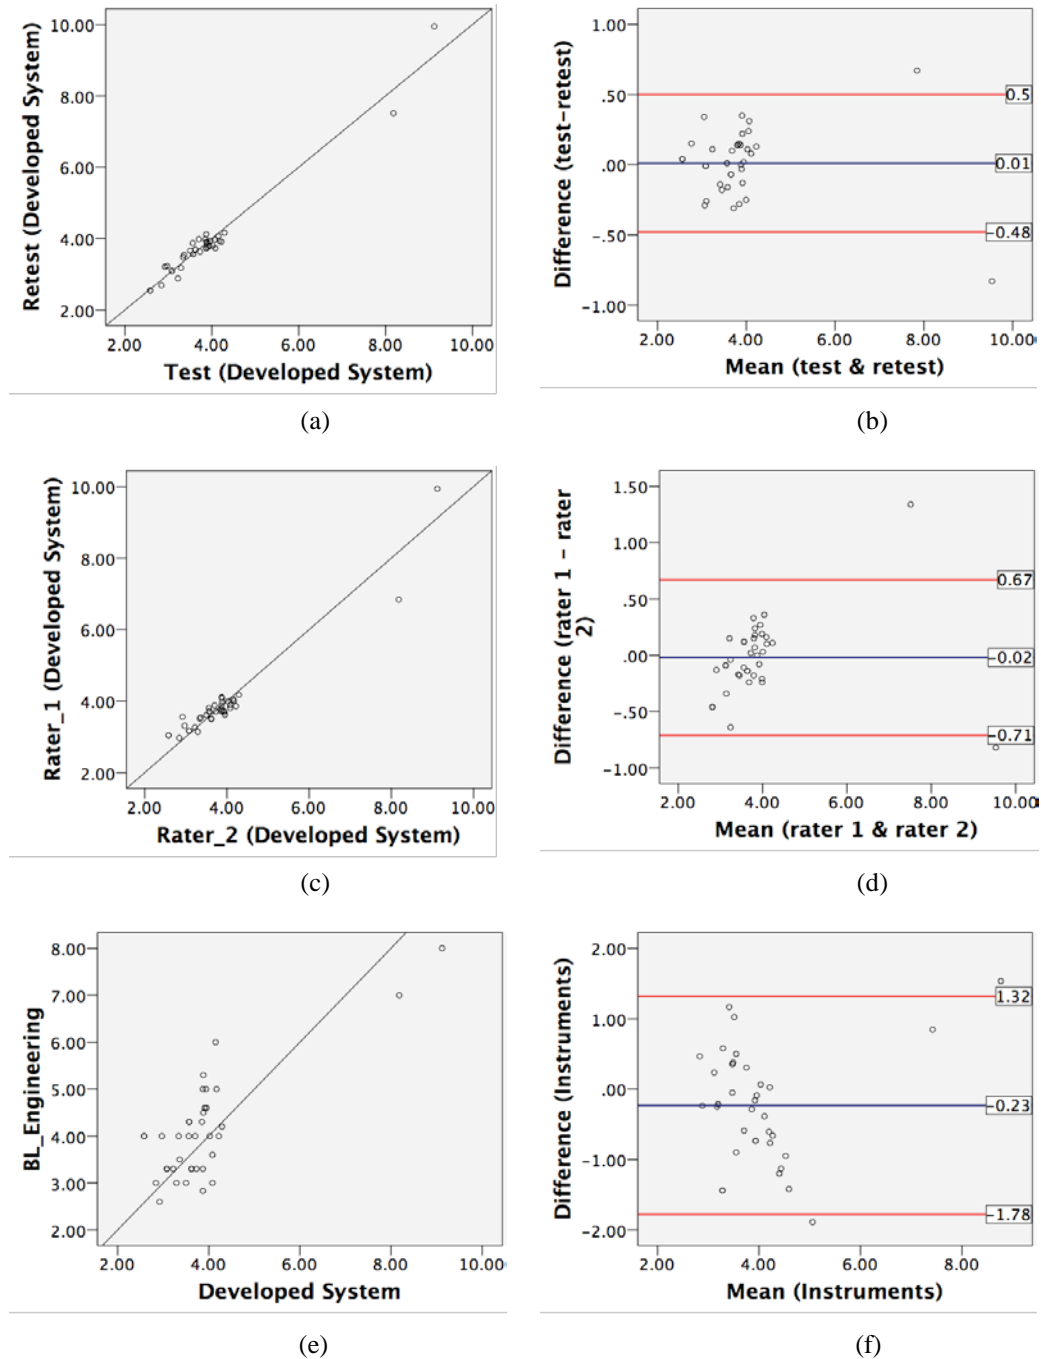 10.00
8.00
6.00
4.00
2.00
Retest (Developed System)
2.00 4.00 6.00 8.00 10.00
Test (Developed System)
(a)
1.00
.50
.00
-.50
-1.00
Difference (test-retest)
0.5
0.01
-0.48
2.00 4.00 6.00 8.00 10.00
Mean (test & retest)
(b)
10.00
8.00
6.00
4.00
2.00
Rater_1 (Developed System)
2.00 4.00 6.00 8.00 10.00
Rater_2 (Developed System)
(c)
1.50
1.00
.50
.00
-.50
-1.00
Difference (rater 1 - rater
2)
0.67
-0.02
-0.71
2.00 4.00 6.00 8.00 10.00
Mean (rater 1 & rater 2)
(d)
8.00
7.00
6.00
5.00
4.00
3.00
2.00
BL_Engineering
2.00 4.00 6.00 8.00 10.00
Developed System
(e)
2.00
1.00
.00
-1.00
-2.00
Difference (Instruments)
1.32
-0.23
-1.78
2.00 4.00 6.00 8.00
Mean (Instruments)
(f)